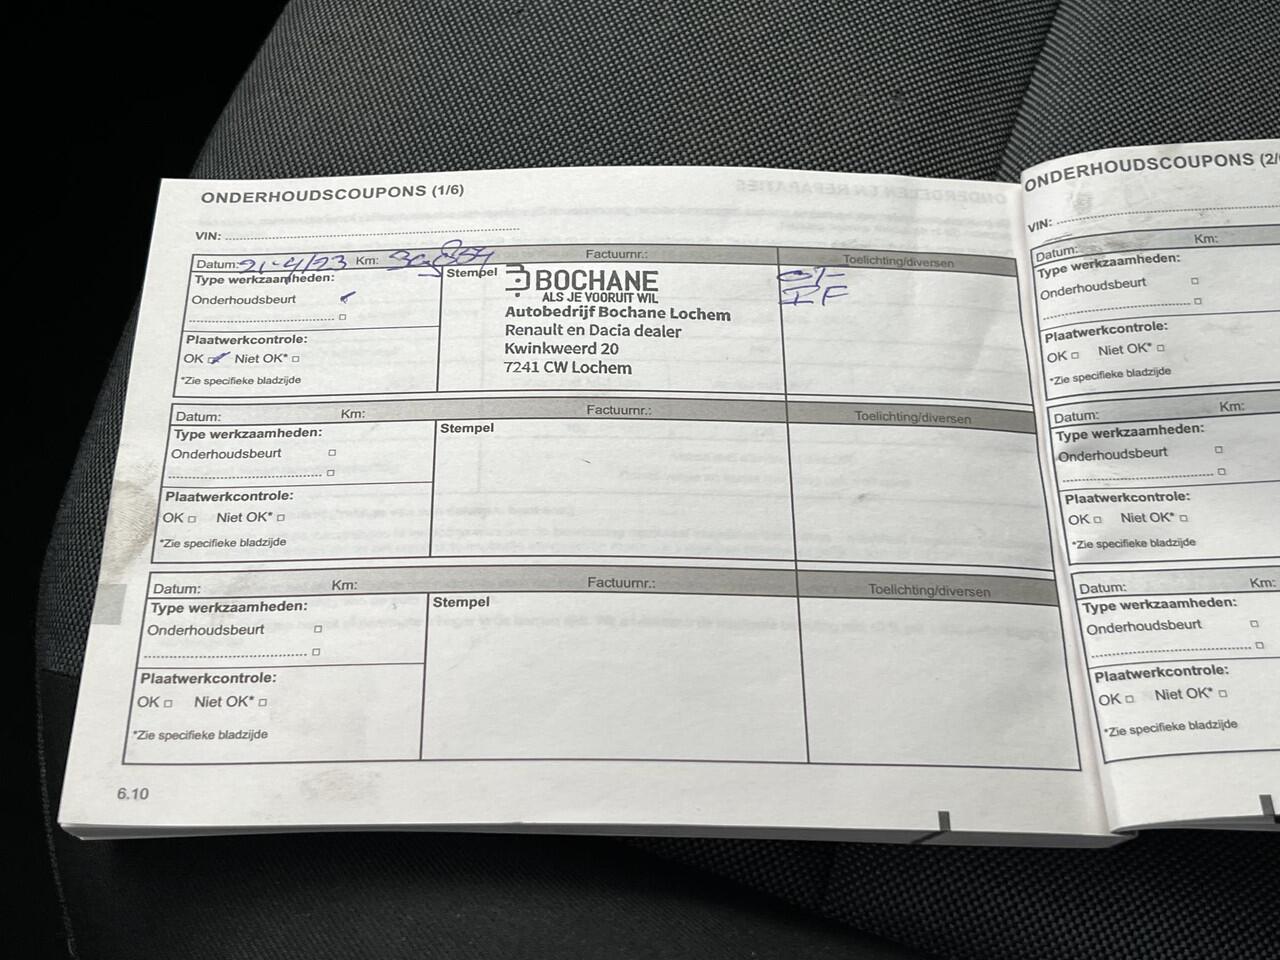 ONDERHOUDSCOUPONS (1/6)
VIN:
Datum: 21-4/23 Km: Factuurnr.: Toelichting/diversen
Type werkzaamheden:
Onderhoudsbeurt
Plaatwerkcontrole:
OK Niet OK*
*Zie specifieke bladzijde
Stempel
BOCHANE
ALS JE VOORUIT WIL
Autobedrijf Bochane Lochem
Renault en Dacia dealer
Kwinkweerd 20
7241 CW Lochem
Datum: Km: Factuurnr.: Toelichting/diversen
Type werkzaamheden:
Onderhoudsbeurt
Plaatwerkcontrole:
OK Niet OK*
*Zie specifieke bladzijde
Stempel
Datum: Km: Factuurnr.: Toelichting/diversen
Type werkzaamheden:
Onderhoudsbeurt
Plaatwerkcontrole:
OK Niet OK*
*Zie specifieke bladzijde
Stempel
6.10
ONDERHOUDSCOUPONS (2/
VIN:
Datum: Km:
Type werkzaamheden:
Onderhoudsbeurt
Plaatwerkcontrole:
OK Niet OK*
*Zie specifieke bladzijde
Datum: Km:
Type werkzaamheden:
Onderhoudsbeurt
Plaatwerkcontrole:
OK Niet OK*
*Zie specifieke bladzijde
Datum: Km:
Type werkzaamheden:
Onderhoudsbeurt
Plaatwerkcontrole:
OK Niet OK*
*Zie specifieke bladzijde